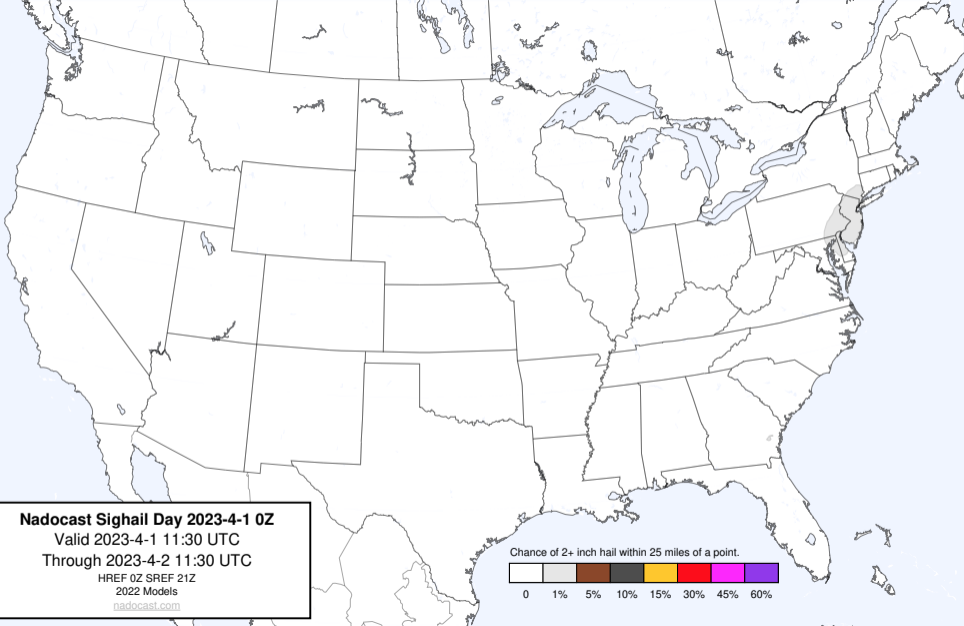 Nadocast Sighail Day 2023-4-1 0Z
Valid 2023-4-1 11:30 UTC
Through 2023-4-2 11:30 UTC
HREF 0Z SREF 21Z
2022 Models
nadocast.com
Chance of 2+ inch hail within 25 miles of a point.
0 1% 5% 10% 15% 30% 45% 60%